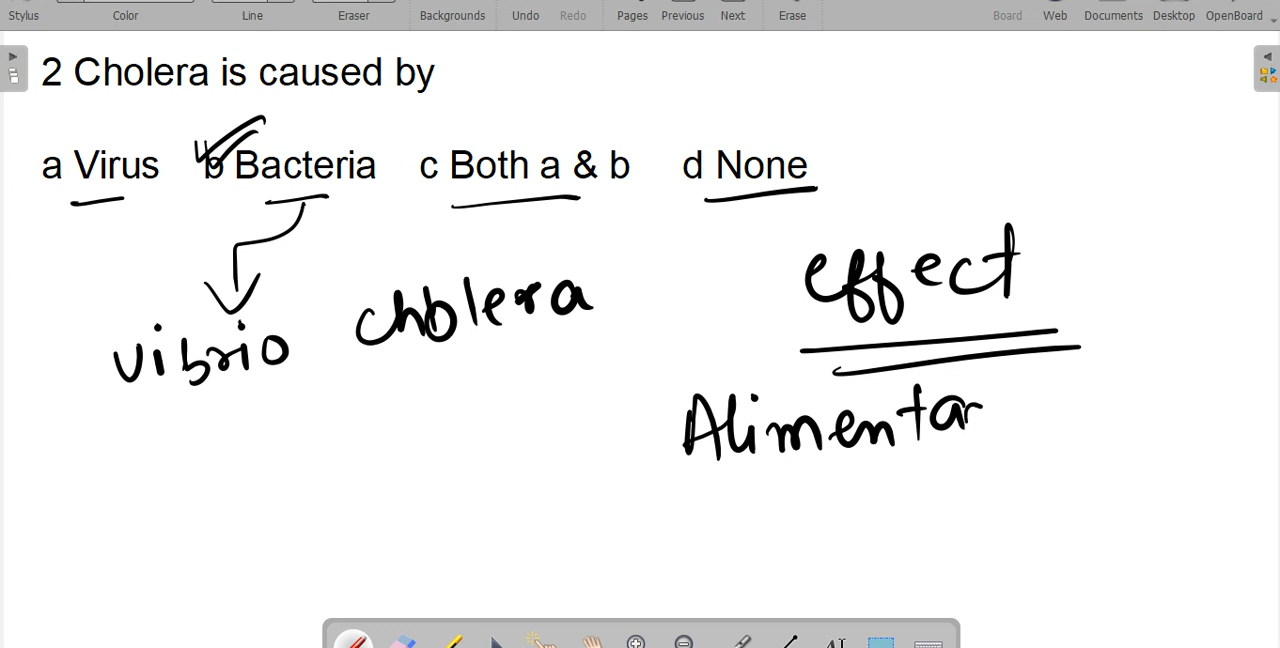 Stylus Color Line Eraser Backgrounds Undo Redo Pages Previous Next Erase Board Web Documents Desktop OpenBoard
2 Cholera is caused by
a Virus b Bacteria c Both a & b d None
effect
vibrio cholera
Alimentar